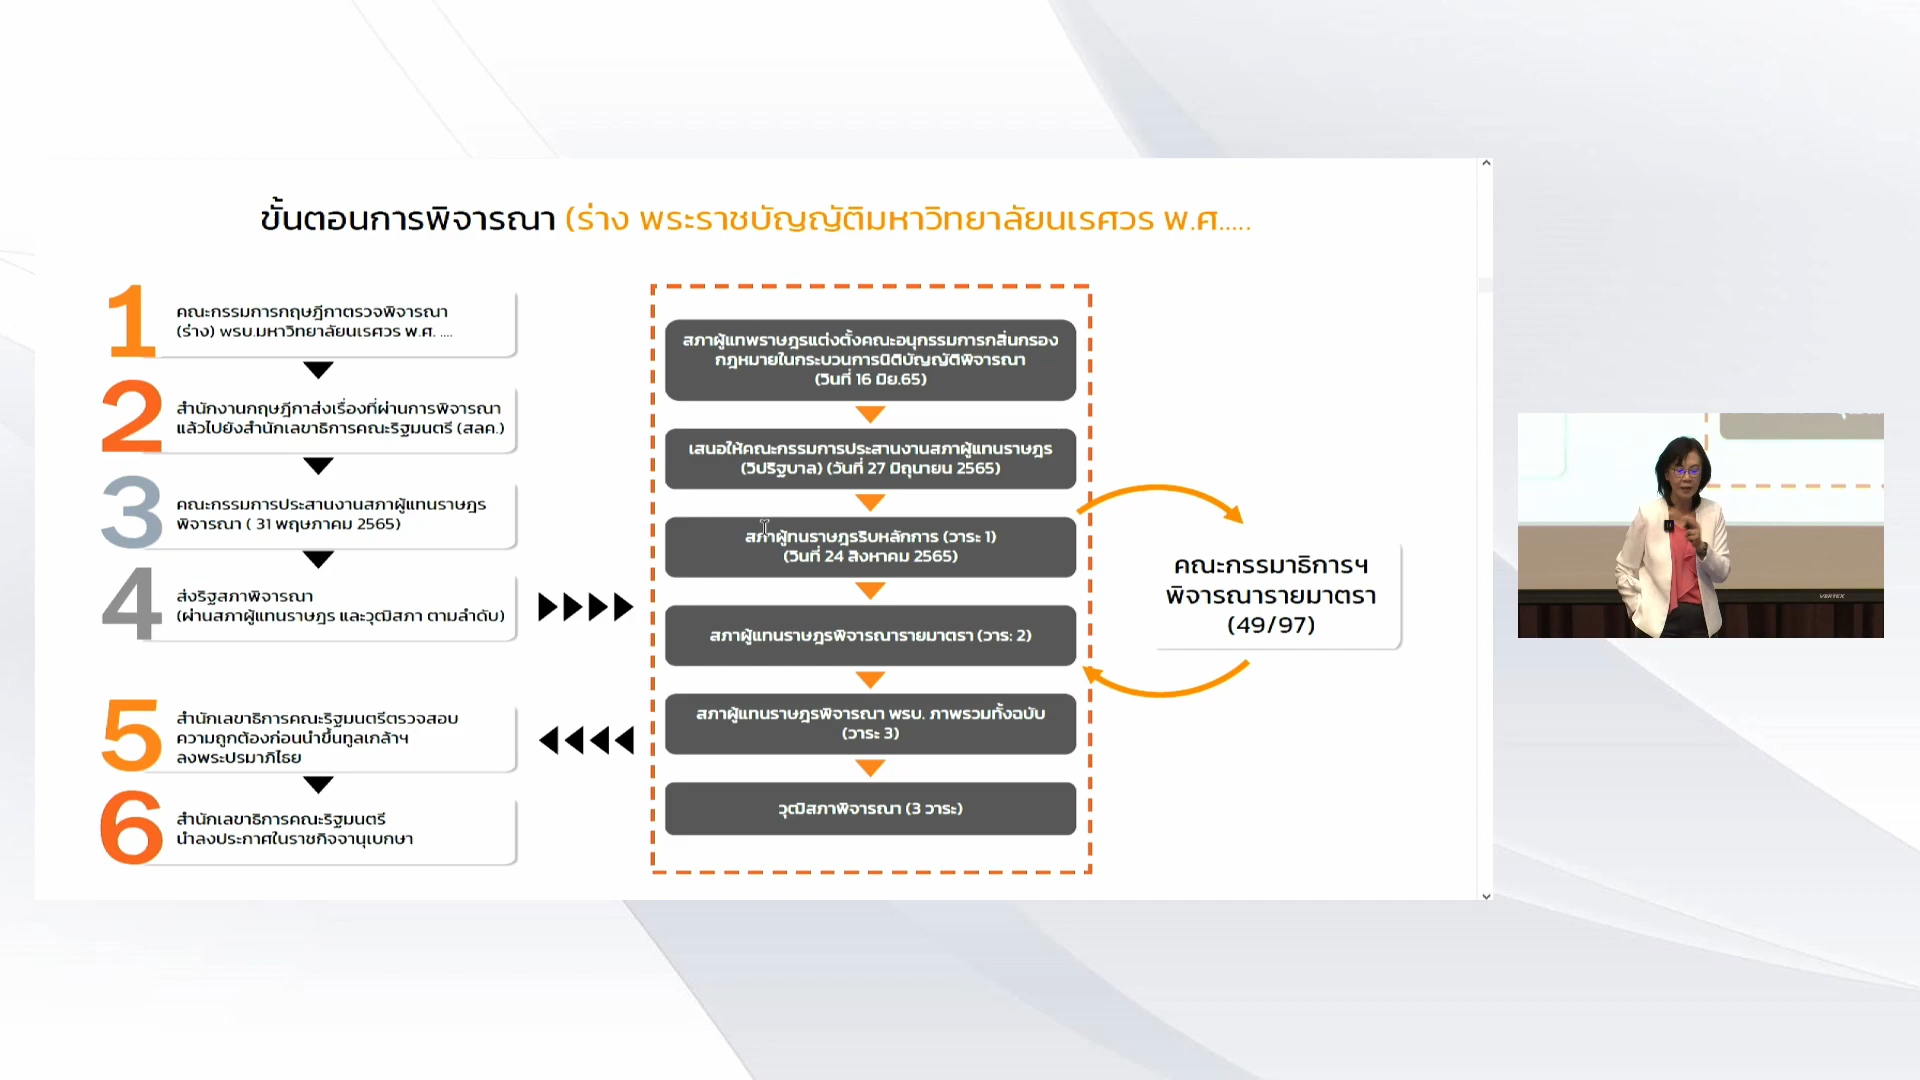 ขั้นตอนการพิจารณา (ร่าง พระราชบัญญัติมหาวิทยาลัยนเรศวร พ.ศ.....
1
คณะกรรมการกฤษฎีกาตรวจพิจารณา
(ร่าง) พรบ.มหาวิทยาลัยนเรศวร พ.ศ. ....
2
สำนักงานกฤษฎีกาส่งเรื่องที่ผ่านการพิจารณา
แล้วไปยังสำนักเลขาธิการคณะรัฐมนตรี (สลค.)
3
คณะกรรมการประสานงานสภาผู้แทนราษฎร
พิจารณา ( 31 พฤษภาคม 2565)
4
ส่งรัฐสภาพิจารณา
(ผ่านสภาผู้แทนราษฎร และวุฒิสภา ตามลำดับ)
5
สำนักเลขาธิการคณะรัฐมนตรีตรวจสอบ
ความถูกต้องก่อนนำขึ้นทูลเกล้าฯ
ลงพระปรมาภิไธย
6
สำนักเลขาธิการคณะรัฐมนตรี
นำลงประกาศในราชกิจจานุเบกษา
สภาผู้แทพราษฎรแต่งตั้งคณะอนุกรรมการกลั่นกรอง
กฎหมายในกระบวนการนิติบัญญัติพิจารณา
(วันที่ 16 มิย.65)
เสนอให้คณะกรรมการประสานงานสภาผู้แทนราษฎร
(วิปรัฐบาล) (วันที่ 27 มิถุนายน 2565)
สภาผู้ทนราษฎรริบหลักการ (วาระ 1)
(วันที่ 24 สิงหาคม 2565)
สภาผู้แทนราษฎรพิจารณารายมาตรา (วาร: 2)
สภาผู้แทนราษฎรพิจารณา พรบ. ภาพรวมทั้งฉบับ
(วาระ 3)
วุฒิสภาพิจารณา (3 วาระ)
คณะกรรมาธิการฯ
พิจารณารายมาตรา
(49/97)
VERTEX